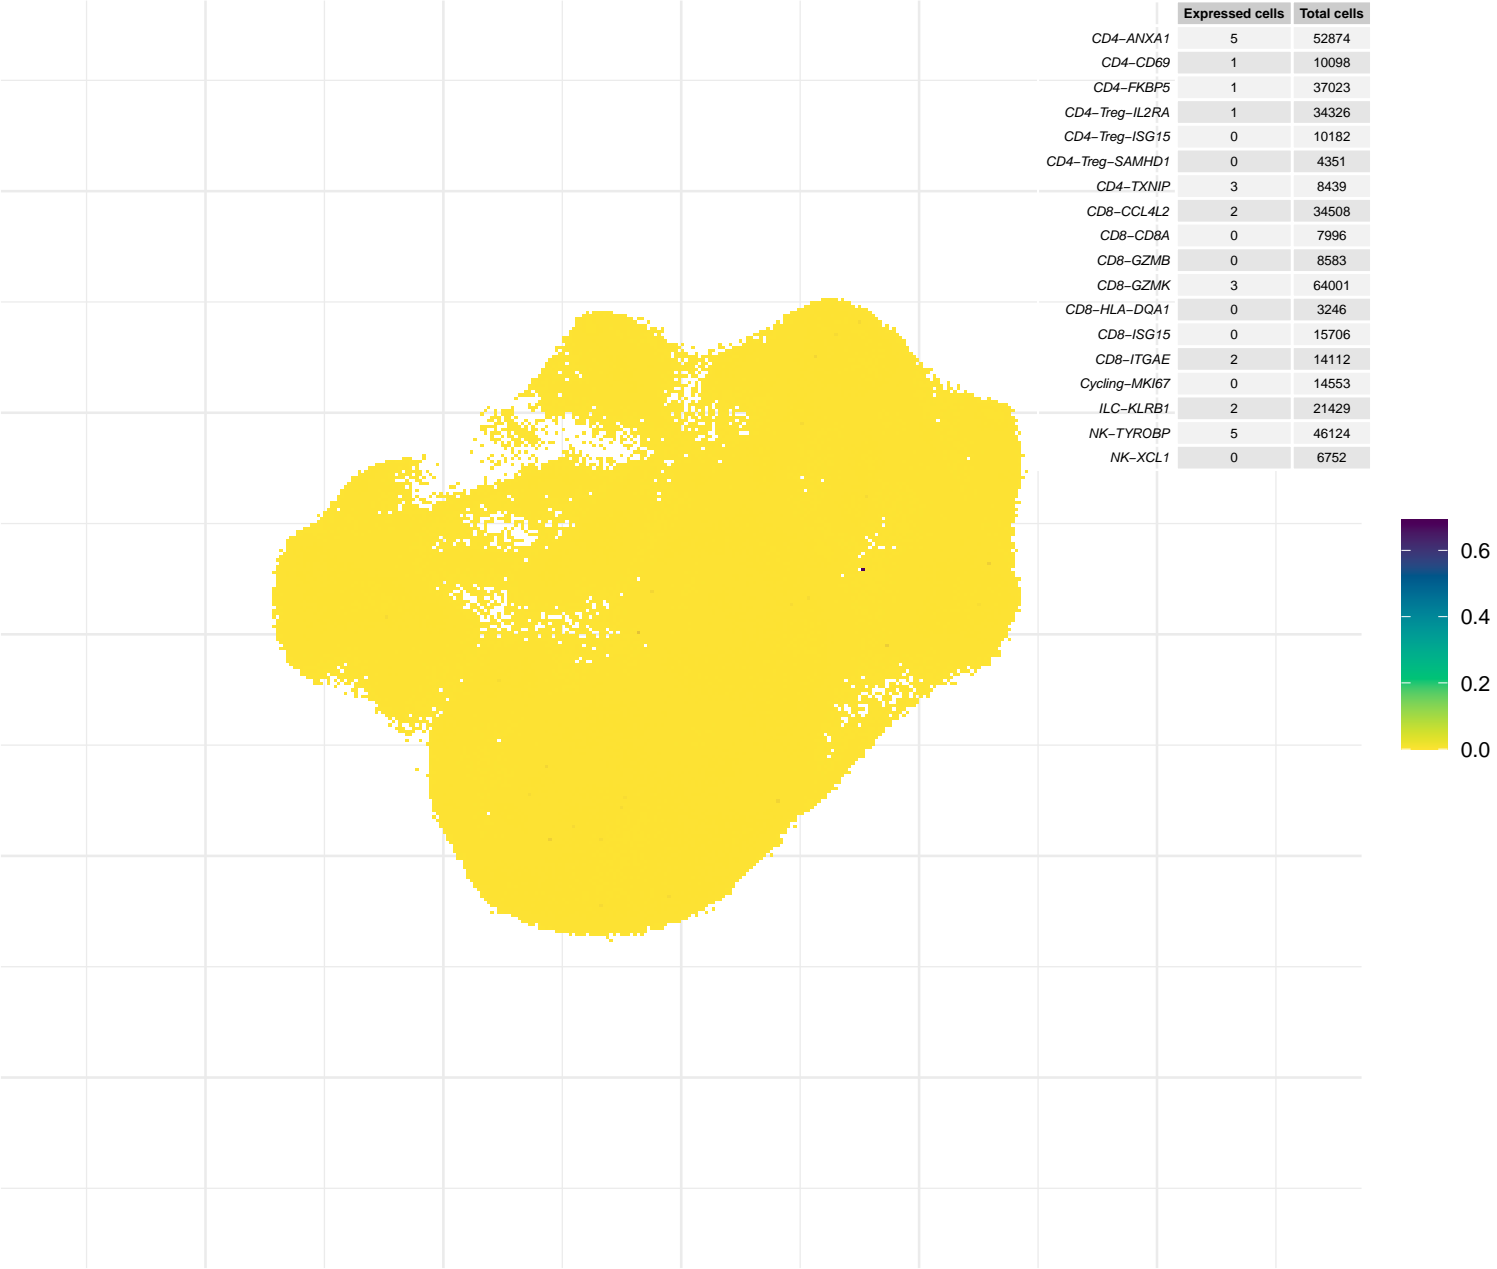 Expressed cells Total cells
CD4−ANXA1 5 52874
CD4−CD69 1 10098
CD4−FKBP5 1 37023
CD4−Treg−IL2RA 1 34326
CD4−Treg−ISG15 0 10182
CD4−Treg−SAMHD1 0 4351
CD4−TXNIP 3 8439
CD8−CCL4L2 2 34508
CD8−CD8A 0 7996
CD8−GZMB 0 8583
CD8−GZMK 3 64001
CD8−HLA−DQA1 0 3246
CD8−ISG15 0 15706
CD8−ITGAE 2 14112
Cycling−MKI67 0 14553
ILC−KLRB1 2 21429
NK−TYROBP 5 46124
NK−XCL1 0 6752
0.6
0.4
0.2
0.0